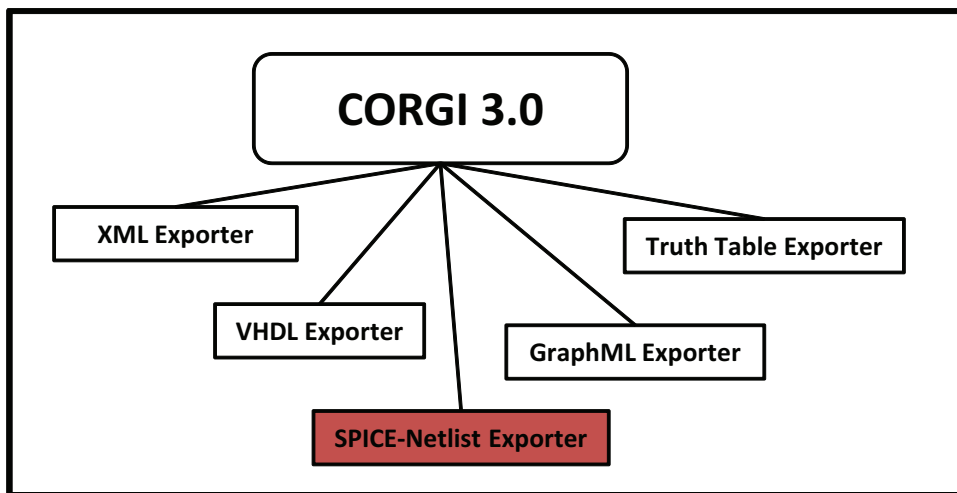 CORGI 3.0
XML Exporter
Truth Table Exporter
VHDL Exporter
GraphML Exporter
SPICE-Netlist Exporter